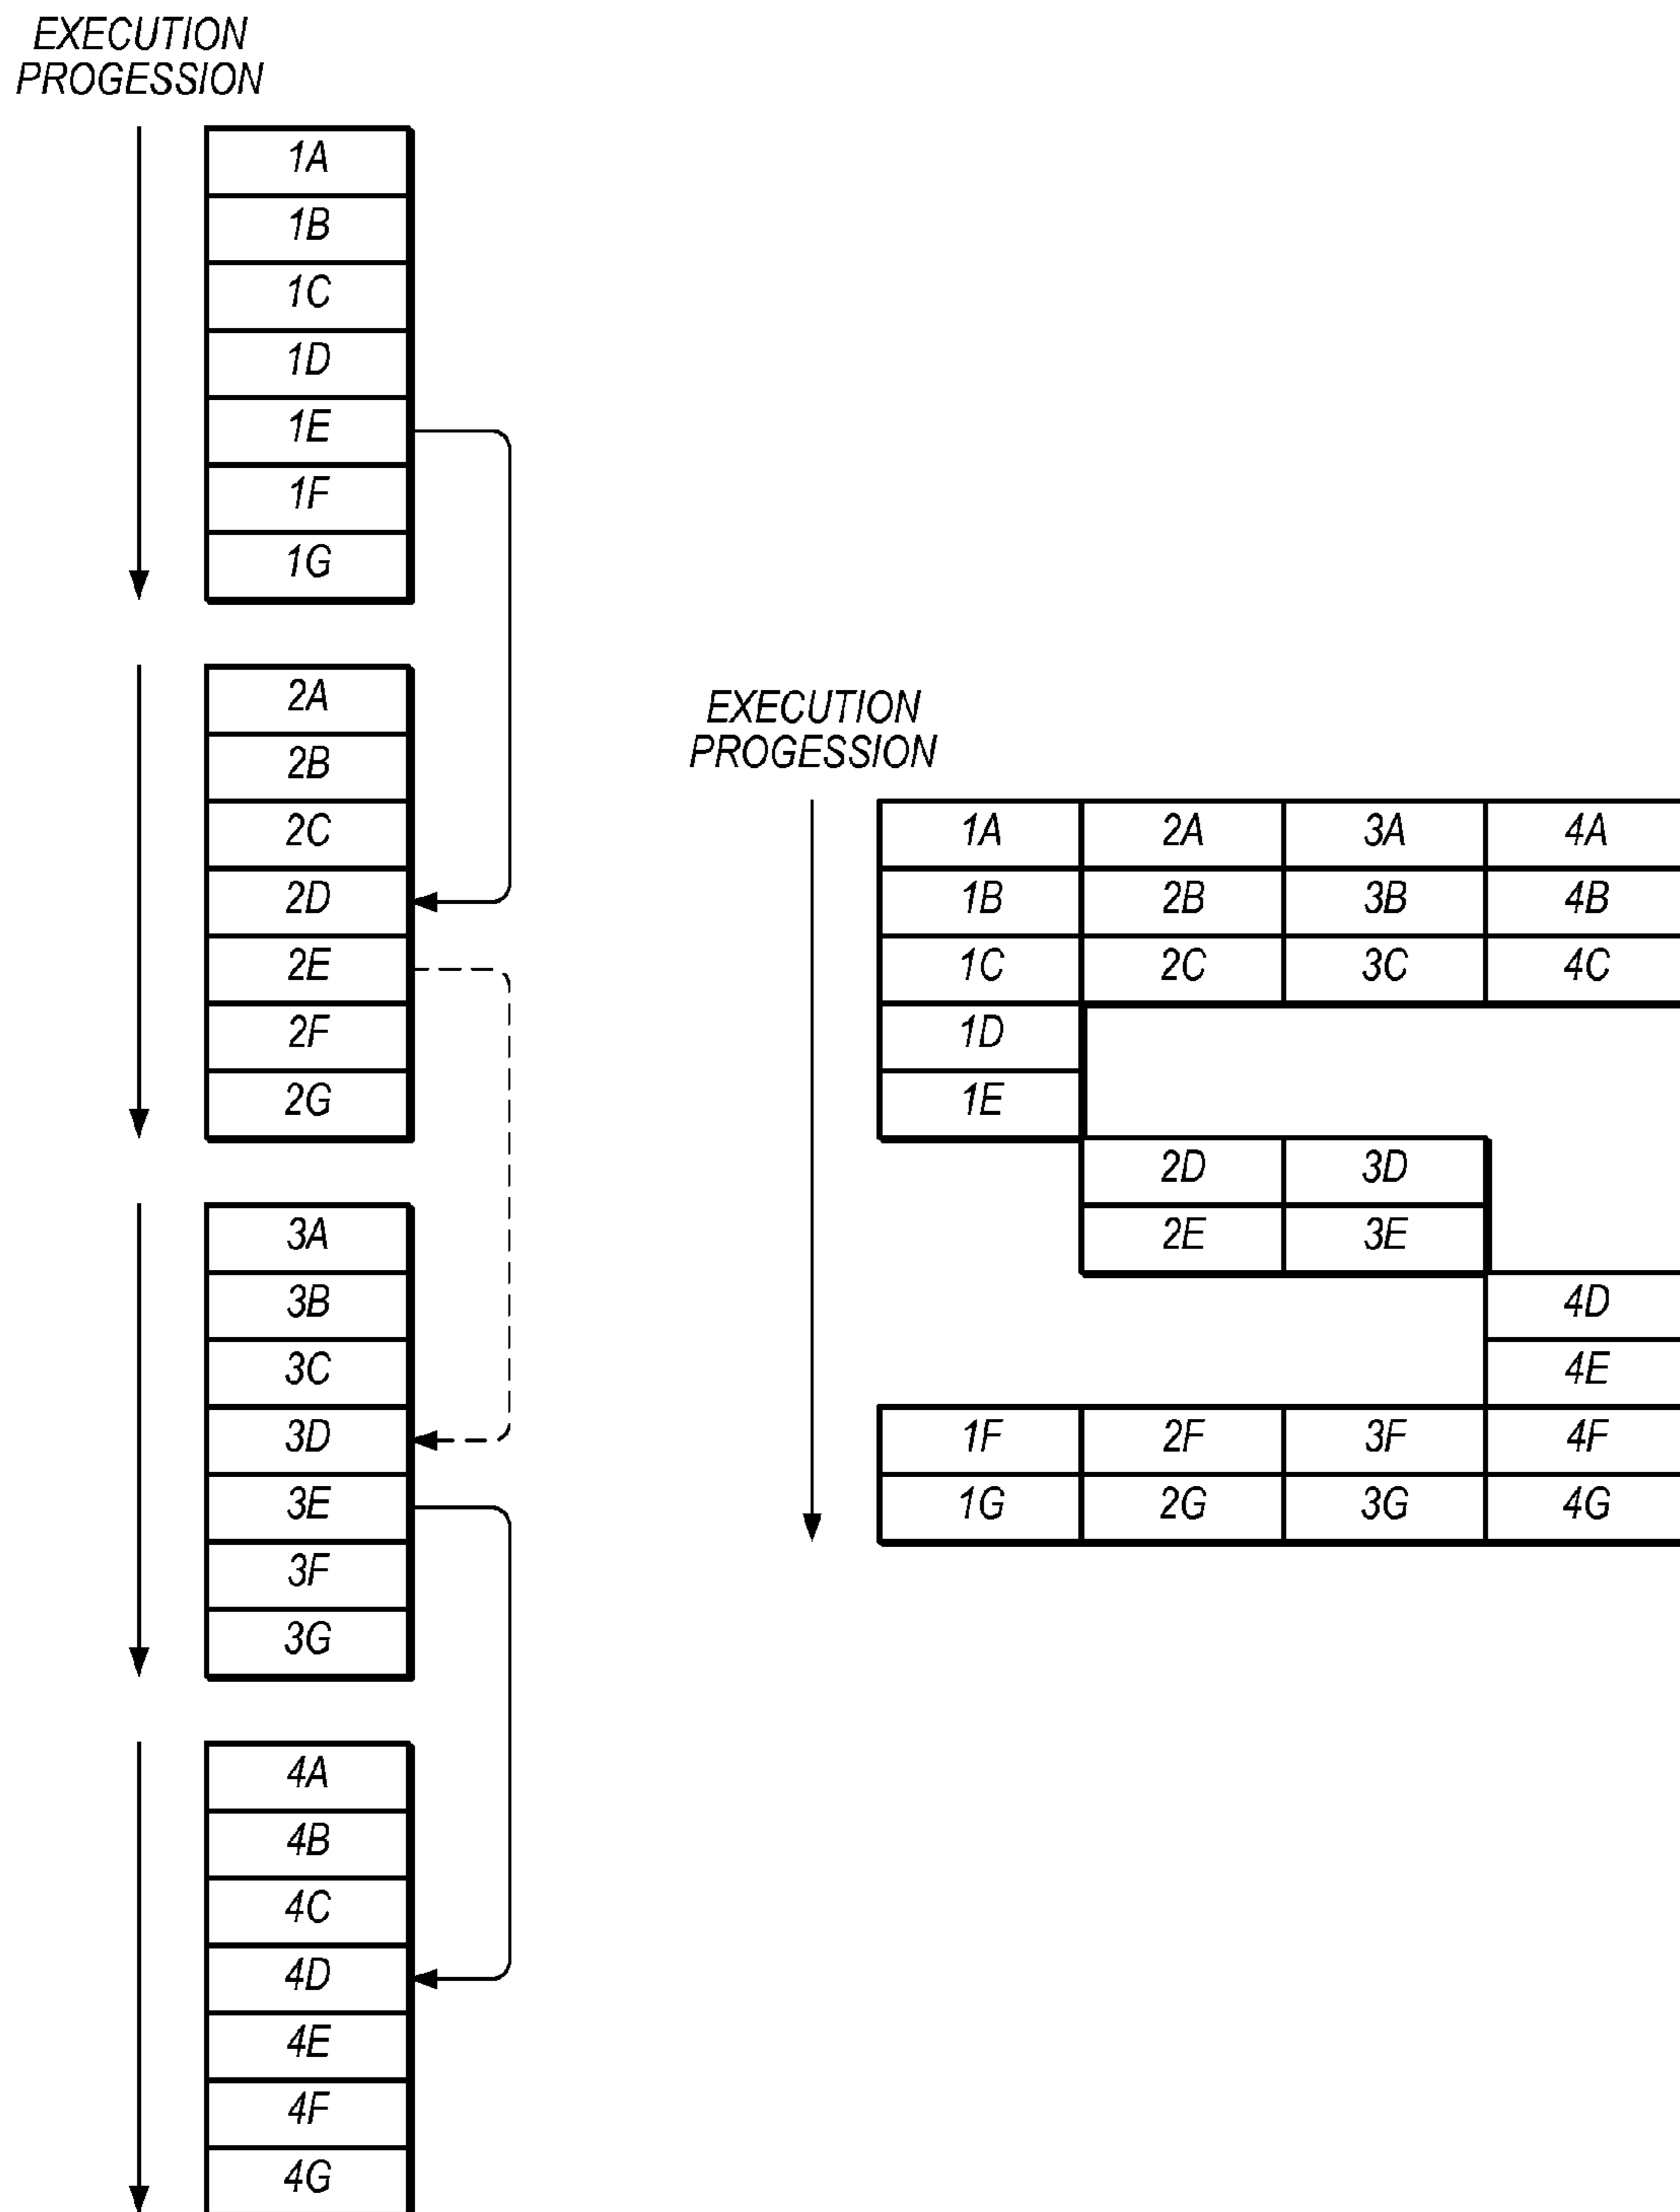 EXECUTION
PROGESSION
1A
1B
1C
1D
1E
1F
1G
2A
2B
2C
2D
2E
2F
2G
3A
3B
3C
3D
3E
3F
3G
4A
4B
4C
4D
4E
4F
4G
EXECUTION
PROGESSION
1A 2A 3A 4A
1B 2B 3B 4B
1C 2C 3C 4C
1D
1E
2D 3D
2E 3E
4D
4E
1F 2F 3F 4F
1G 2G 3G 4G